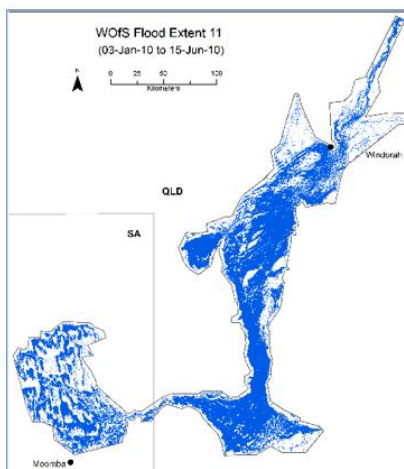 WOfS Flood Extent 11
(03-Jan-10 to 15-Jun-10)
N
0 25 50 100
Kilometers
Windorah
QLD
SA
Moomba